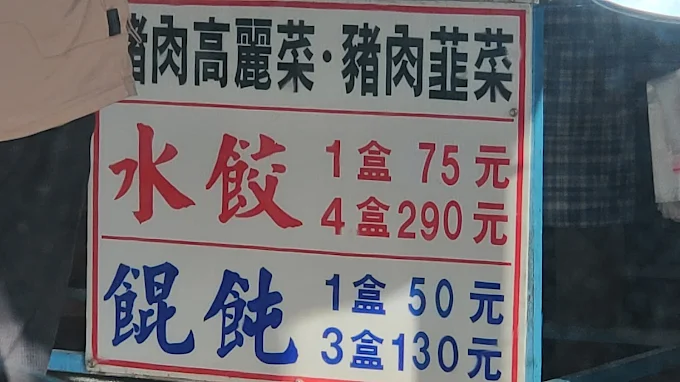 豬肉高麗菜·豬肉韮菜
水餃 1盒 75元
4盒290元
餛飩 1盒 50元
3盒130元